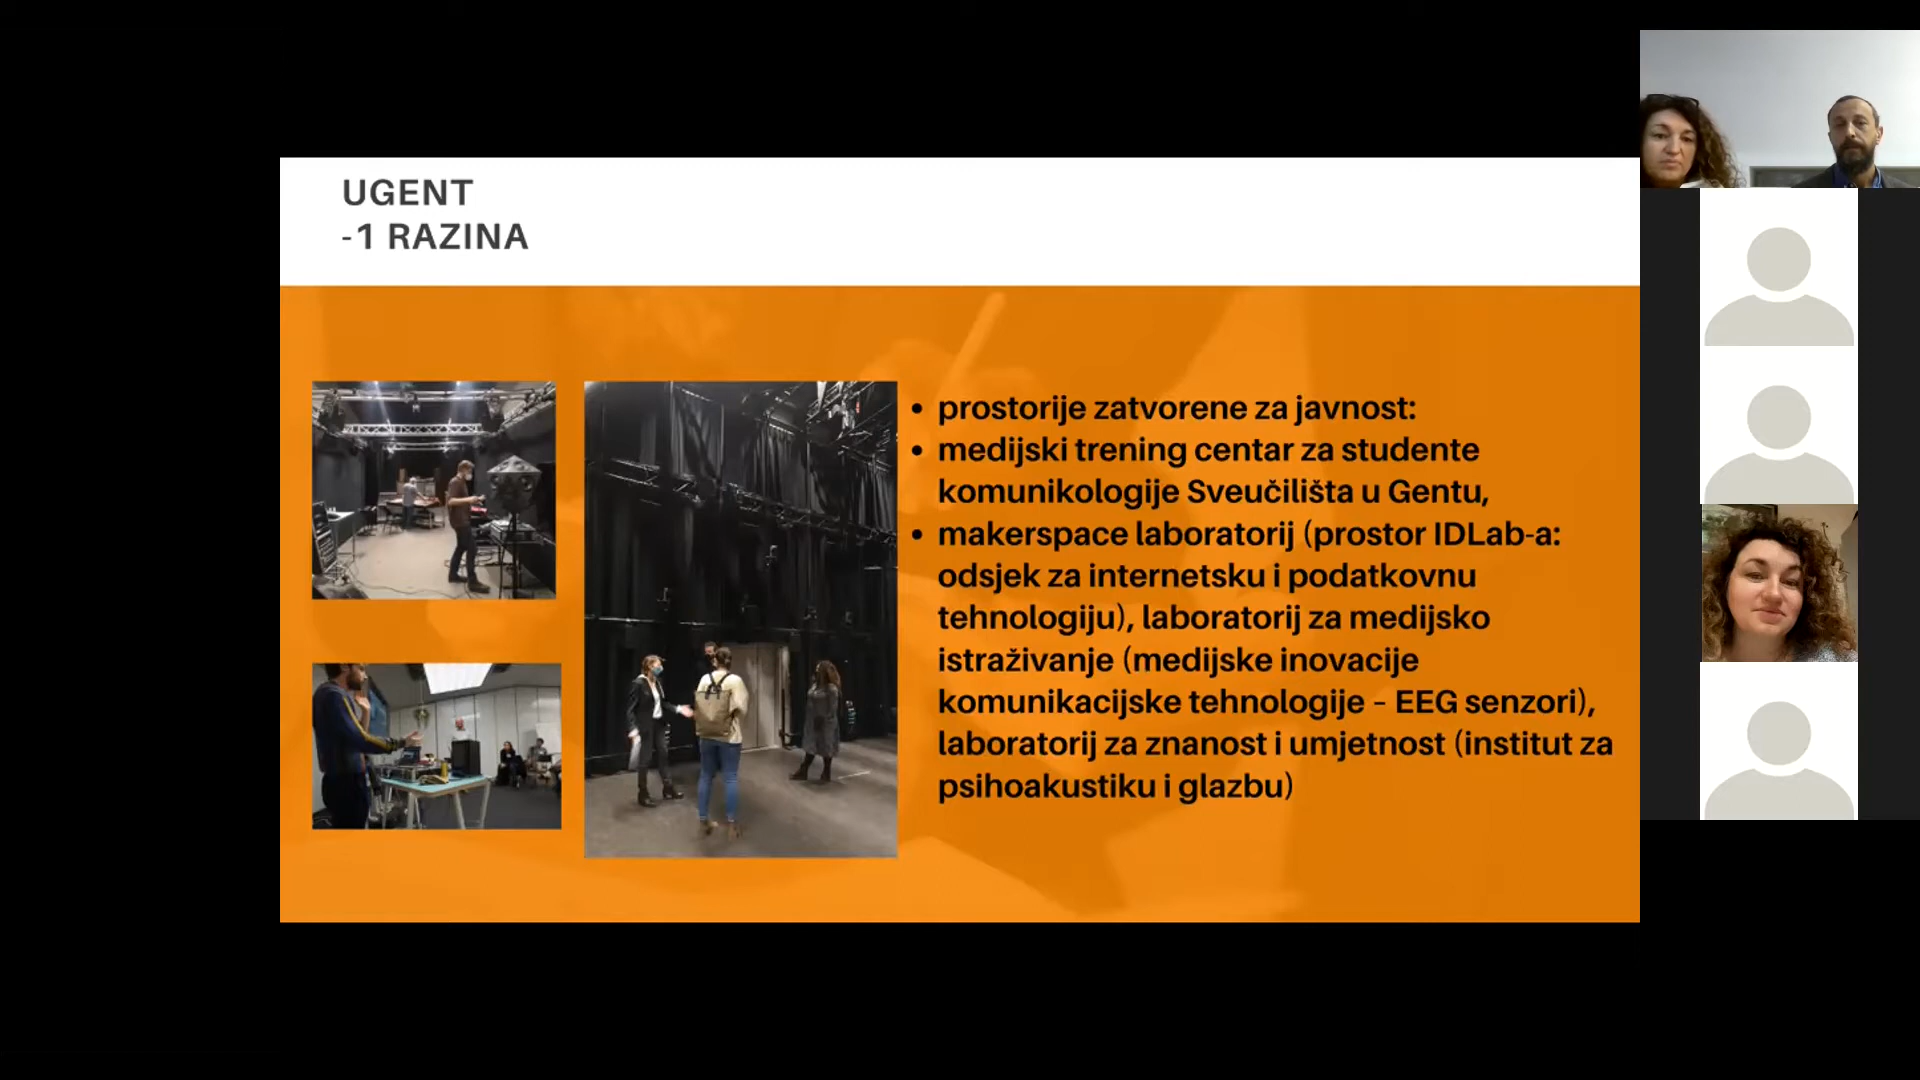 UGENT
-1 RAZINA
• prostorije zatvorene za javnost:
• medijski trening centar za studente
komunikologije Sveučilišta u Gentu,
• makerspace laboratorij (prostor IDLab-a:
odsjek za internetsku i podatkovnu
tehnologiju), laboratorij za medijsko
istraživanje (medijske inovacije
komunikacijske tehnologije – EEG senzori),
laboratorij za znanost i umjetnost (institut za
psihoakustiku i glazbu)